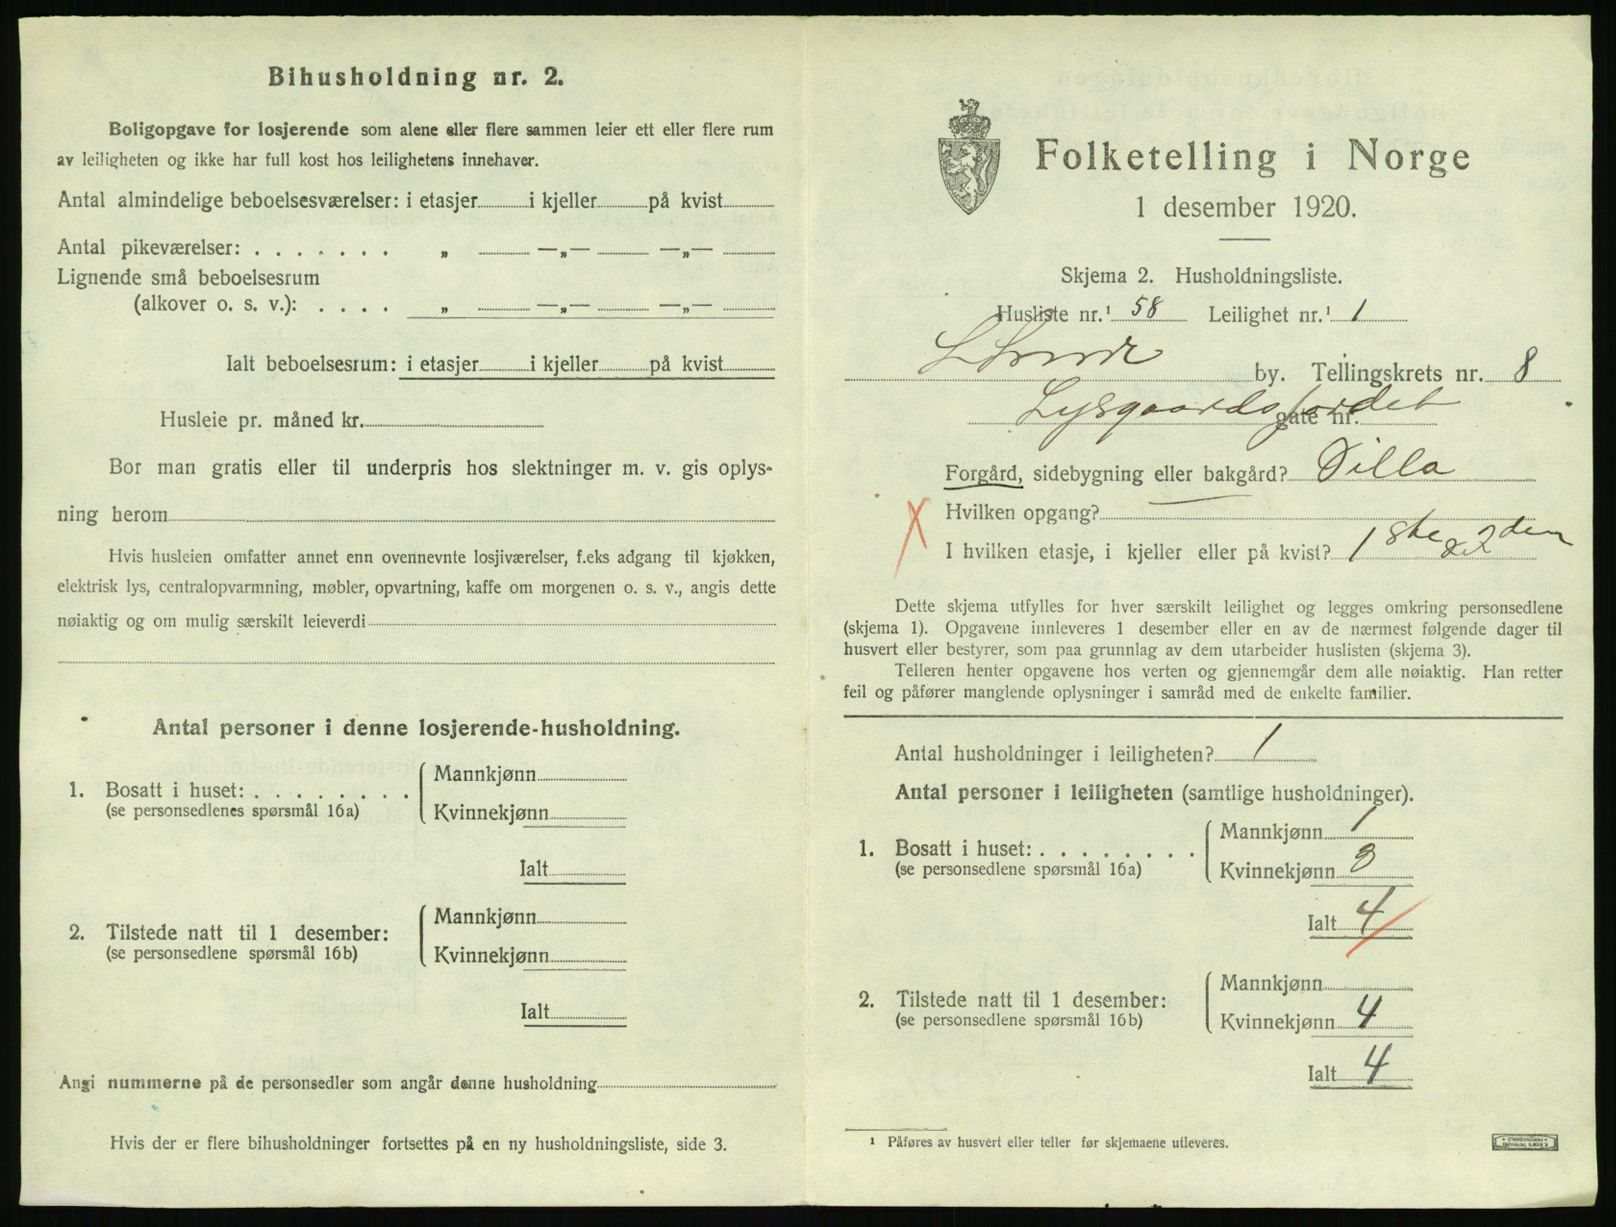 Bihusholdning nr. 2.
Boligopgave for losjerende som alene eller flere sammen leier ett eller flere rum
av leiligheten og ikke har full kost hos leilighetens innehaver.
Antal almindelige beboelsesværelser: i etasjer i kjeller på kvist
Antal pikeværelser: . . . . . . . „ —„— —„—
Lignende små beboelsesrum
(alkover o. s. v.): . . . . „ —„— —„—
Ialt beboelsesrum: i etasjer i kjeller på kvist
Husleie pr. måned kr.
Bor man gratis eller til underpris hos slektninger m. v. gis oplys-
ning herom
Hvis husleien omfatter annet enn ovennevnte losjiværelser, f.eks adgang til kjøkken,
elektrisk lys, centralopvarmning, møbler, opvartning, kaffe om morgenen o. s. v., angis dette
nøiaktig og om mulig særskilt leieverdi
Antal personer i denne losjerende-husholdning.
1. Bosatt i huset: . . . . . . . .
(se personsedlenes spørsmål 16a)
Mannkjønn
Kvinnekjønn
Ialt
2. Tilstede natt til 1 desember:
(se personsedlene spørsmål 16b)
Mannkjønn
Kvinnekjønn
Ialt
Angi nummerne på de personsedler som angår denne husholdning
Hvis der er flere bihusholdninger fortsettes på en ny husholdningsliste, side 3.
Folketelling i Norge
1 desember 1920.
Skjema 2. Husholdningsliste.
Husliste nr.¹ 58 Leilighet nr.¹ 1
by. Tellingskrets nr. 8
Lysgaardsjordet
gate nr.
Forgård, sidebygning eller bakgård? Villa
Hvilken opgang? —
I hvilken etasje, i kjeller eller på kvist? 1ste og 2den
Dette skjema utfylles for hver særskilt leilighet og legges omkring personsedlene
(skjema 1). Opgavene innleveres 1 desember eller en av de nærmest følgende dager til
husvert eller bestyrer, som paa grunnlag av dem utarbeider huslisten (skjema 3).
Telleren henter opgavene hos verten og gjennemgår dem alle nøiaktig. Han retter
feil og påfører manglende oplysninger i samråd med de enkelte familier.
Antal husholdninger i leiligheten? 1
Antal personer i leiligheten (samtlige husholdninger).
1. Bosatt i huset: . . . . . . . .
(se personsedlene spørsmål 16a)
Mannkjønn 1
Kvinnekjønn 3
Ialt 4
2. Tilstede natt til 1 desember:
(se personsedlene spørsmål 16b)
Mannkjønn
Kvinnekjønn 4
Ialt 4
¹ Påføres av husvert eller teller før skjemaene utleveres.